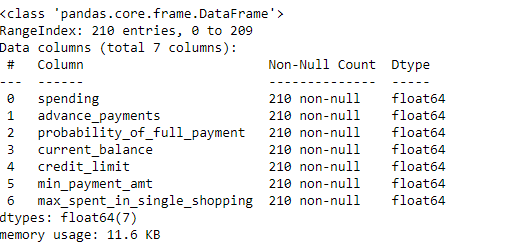 <class 'pandas.core.frame.DataFrame'>
RangeIndex: 210 entries, 0 to 209
Data columns (total 7 columns):
 #   Column                       Non-Null Count  Dtype
---  ------                       --------------  -----
 0   spending                     210 non-null    float64
 1   advance_payments             210 non-null    float64
 2   probability_of_full_payment  210 non-null    float64
 3   current_balance              210 non-null    float64
 4   credit_limit                 210 non-null    float64
 5   min_payment_amt              210 non-null    float64
 6   max_spent_in_single_shopping 210 non-null    float64
dtypes: float64(7)
memory usage: 11.6 KB